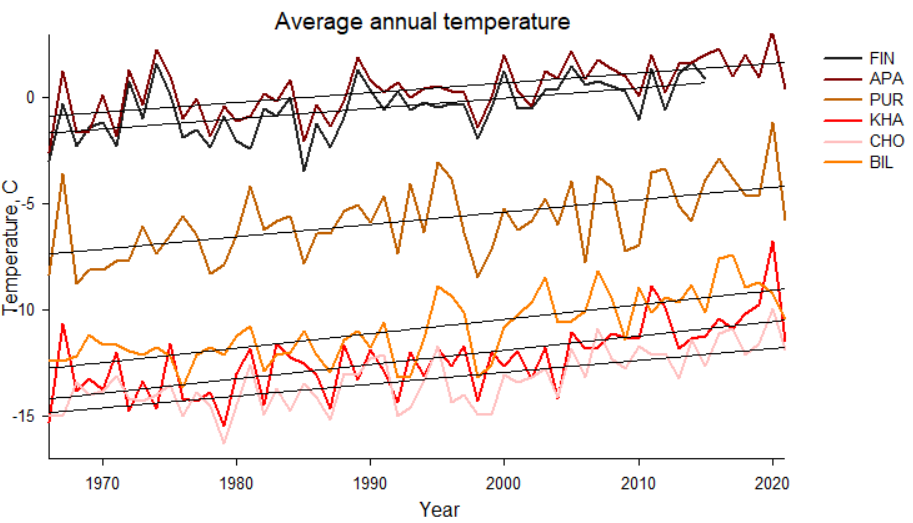 Average annual temperature
Temperature, C
0
-5
-10
-15
1970 1980 1990 2000 2010 2020
Year
FIN
APA
PUR
KHA
CHO
BIL